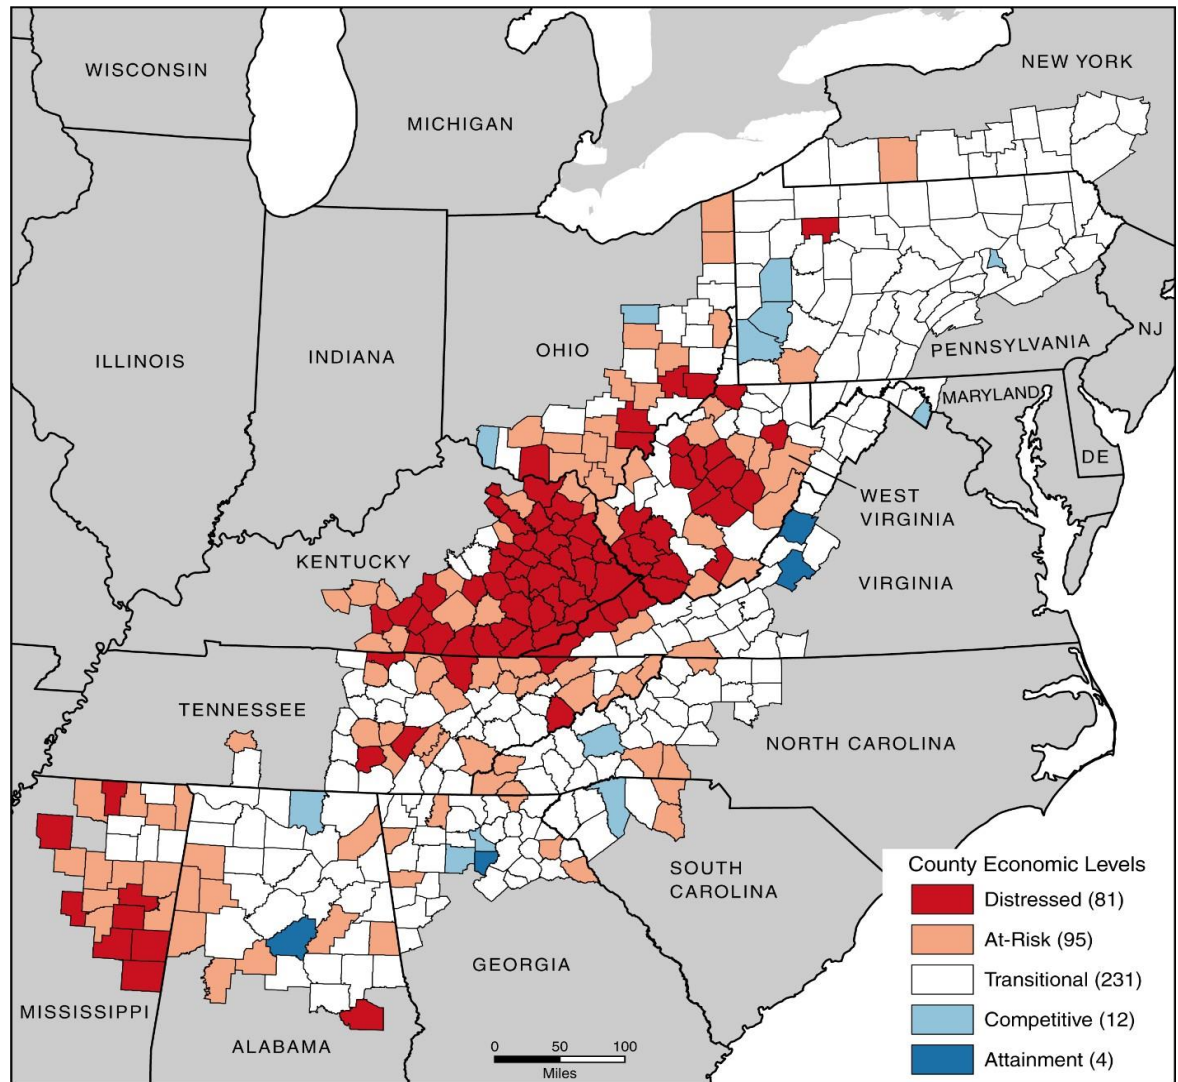 WISCONSIN
MICHIGAN
NEW YORK
ILLINOIS
INDIANA
OHIO
PENNSYLVANIA
NJ
MARYLAND
DE
WEST
VIRGINIA
KENTUCKY
VIRGINIA
TENNESSEE
NORTH CAROLINA
SOUTH
CAROLINA
GEORGIA
MISSISSIPPI
ALABAMA
0 50 100
Miles
County Economic Levels
Distressed (81)
At-Risk (95)
Transitional (231)
Competitive (12)
Attainment (4)